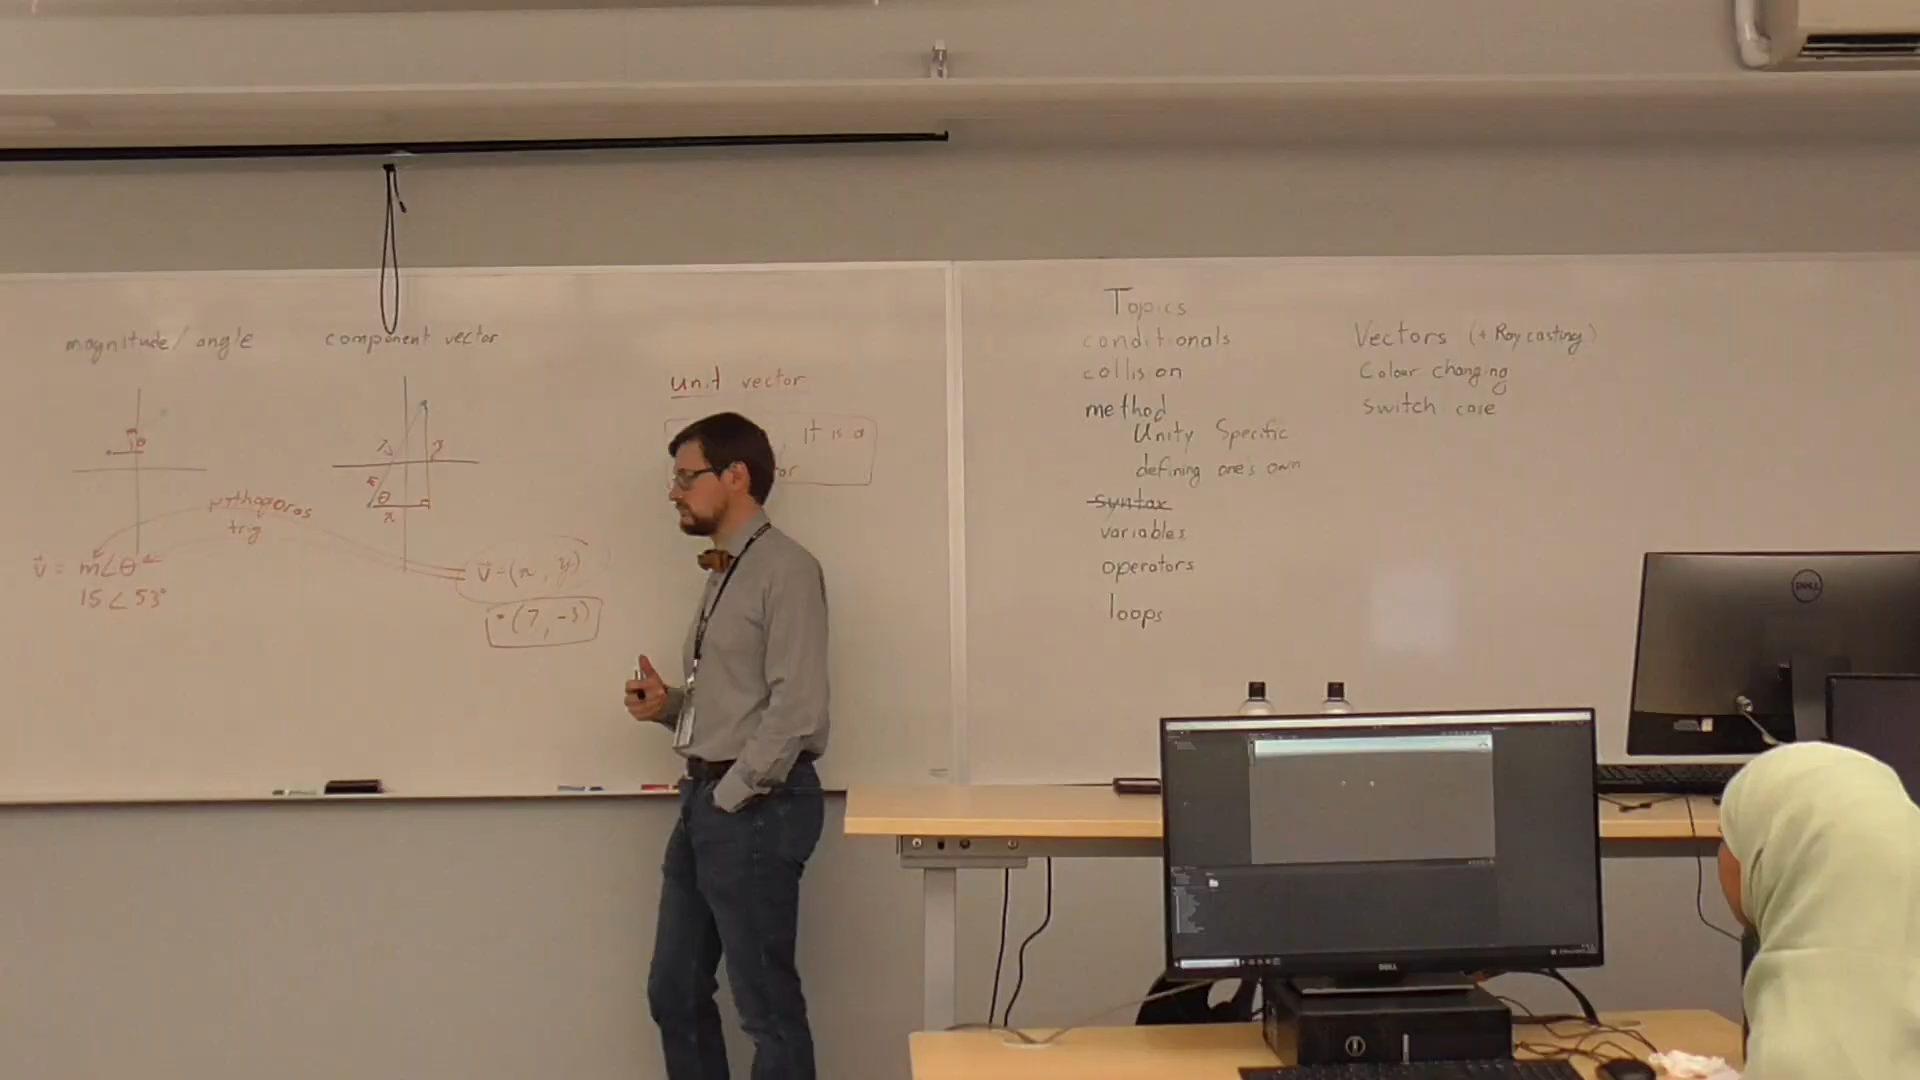 magnitude/angle
component vector
θ
y
θ
x
pythagoras
trig
v⃗ = m∠θ
15∠53°
v⃗ = (x, y)
= (7, -3)
unit vector
, It is a
Topics
conditionals
collision
method
Unity Specific
defining one's own
syntax
variables
operators
loops
Vectors (+ Ray casting)
Colour changing
switch case
DELL
DELL